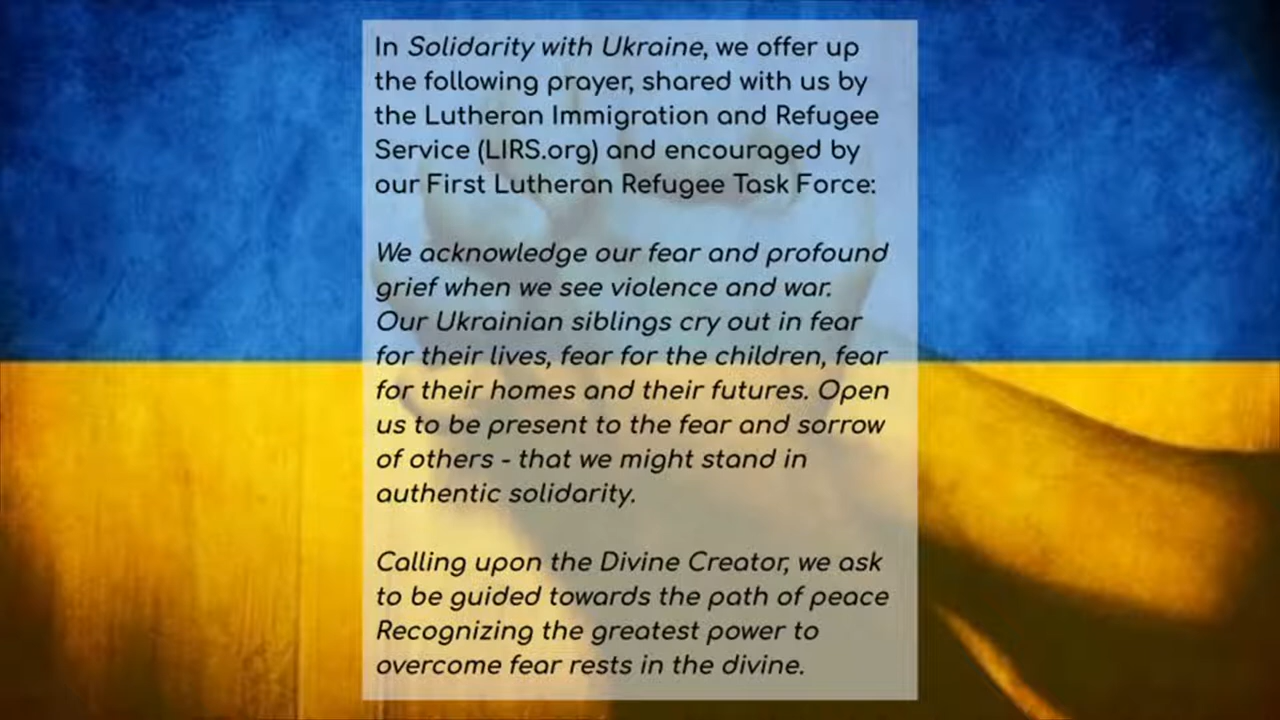 In Solidarity with Ukraine, we offer up
the following prayer, shared with us by
the Lutheran Immigration and Refugee
Service (LIRS.org) and encouraged by
our First Lutheran Refugee Task Force:
We acknowledge our fear and profound
grief when we see violence and war.
Our Ukrainian siblings cry out in fear
for their lives, fear for the children, fear
for their homes and their futures. Open
us to be present to the fear and sorrow
of others - that we might stand in
authentic solidarity.
Calling upon the Divine Creator, we ask
to be guided towards the path of peace
Recognizing the greatest power to
overcome fear rests in the divine.